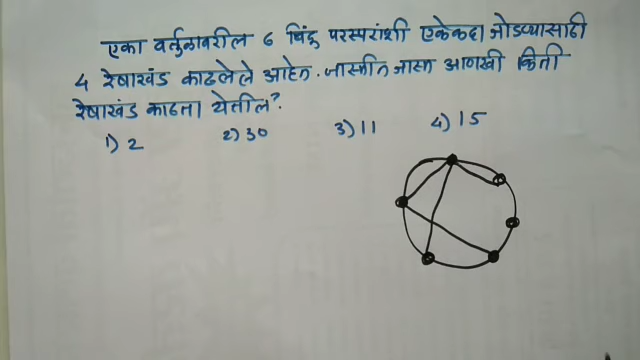 एका वर्तुळावरील 6 बिंदू परस्परांशी एकेकदा जोडण्यासाठी
4 रेषाखंड काढलेले आहेत. जास्तीत जास्त आणखी किती
रेषाखंड काढता येतील?
1) 2 2) 30 3) 11 4) 15